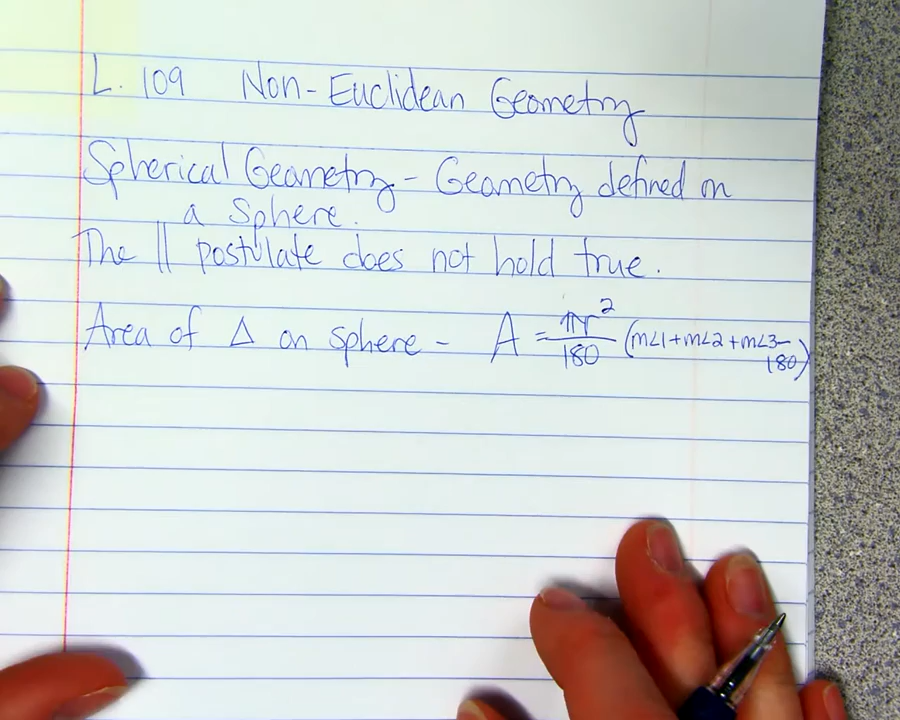 L. 109 Non-Euclidean Geometry
Spherical Geometry - Geometry defined on
a Sphere.
The || postulate does not hold true.
Area of Δ on sphere - A = πr²/180 (m∠1+m∠2+m∠3-
180)